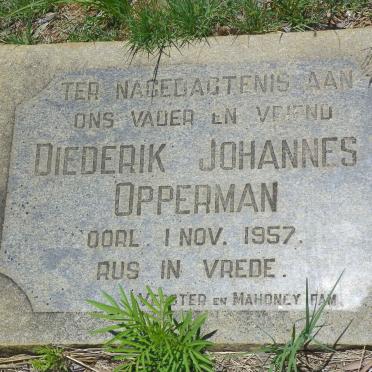 TER NAGEDAGTENIS AAN
ONS VADER EN VRIEND
DIEDERIK JOHANNES
OPPERMAN
OORL. 1 NOV. 1957.
RUS IN VREDE.
EN MAHONEY FAM.